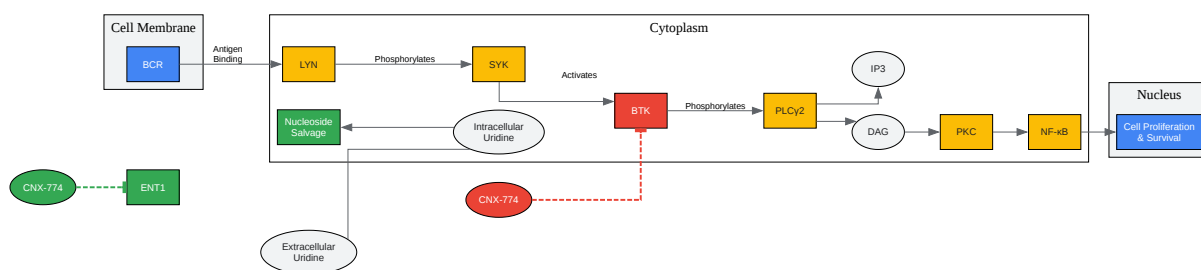 Cell Membrane
Cytoplasm
BCR
Antigen
Binding
LYN
Phosphorylates
SYK
Activates
BTK
Phosphorylates
PLCγ2
IP3
DAG
PKC
NF-κB
Nucleus
Cell Proliferation
& Survival
Nucleoside
Salvage
Intracellular
Uridine
CNX-774
ENT1
CNX-774
Extracellular
Uridine